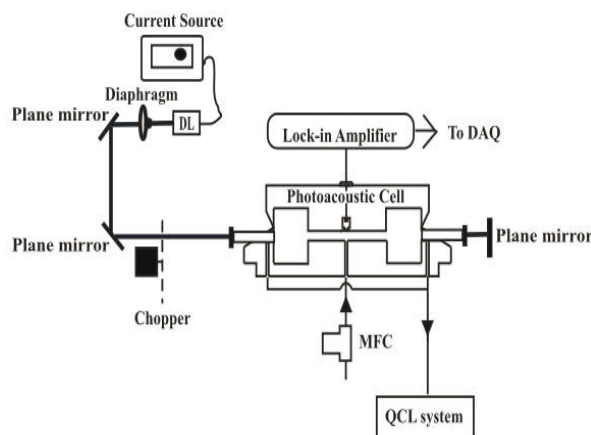 Current Source
Diaphragm
Plane mirror
DL
Lock-in Amplifier
To DAQ
Photoacoustic Cell
Plane mirror
Plane mirror
Chopper
MFC
QCL system